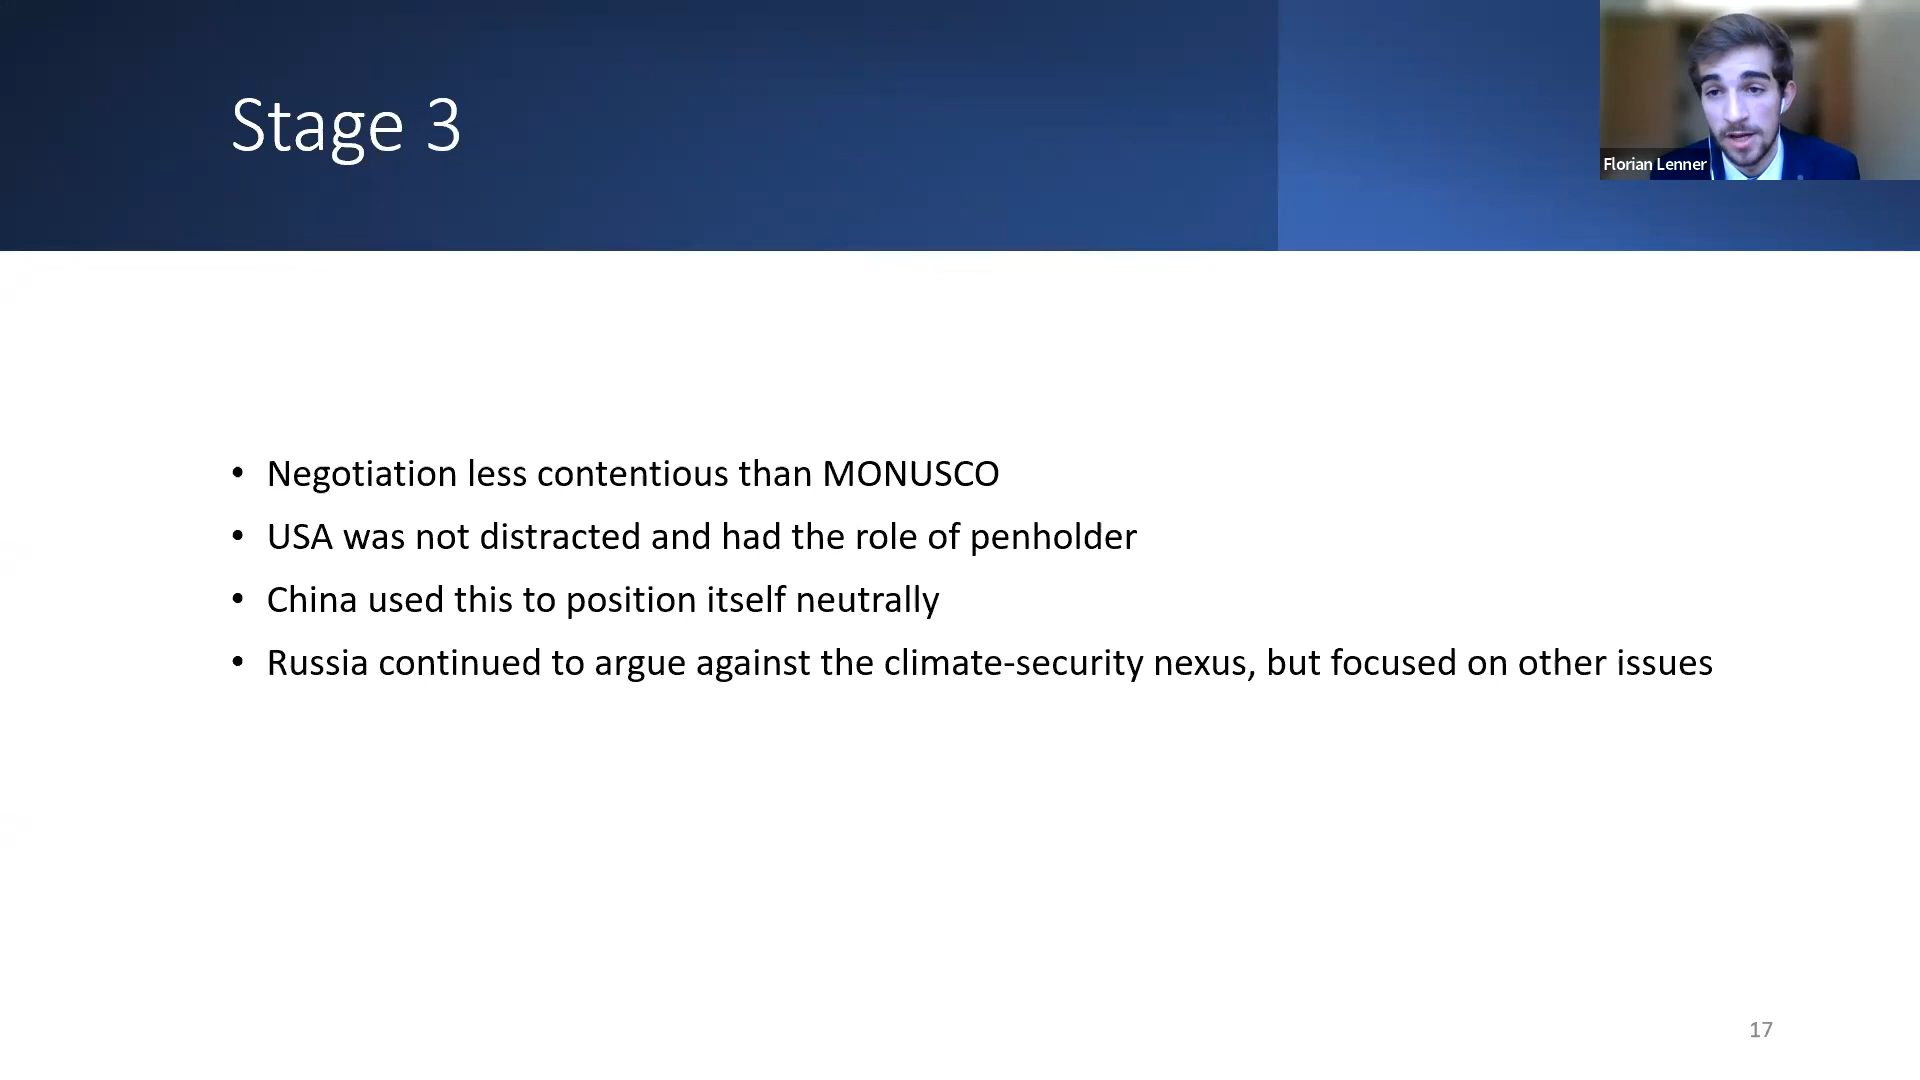 Stage 3
Florian Lenner
• Negotiation less contentious than MONUSCO
• USA was not distracted and had the role of penholder
• China used this to position itself neutrally
• Russia continued to argue against the climate-security nexus, but focused on other issues
17